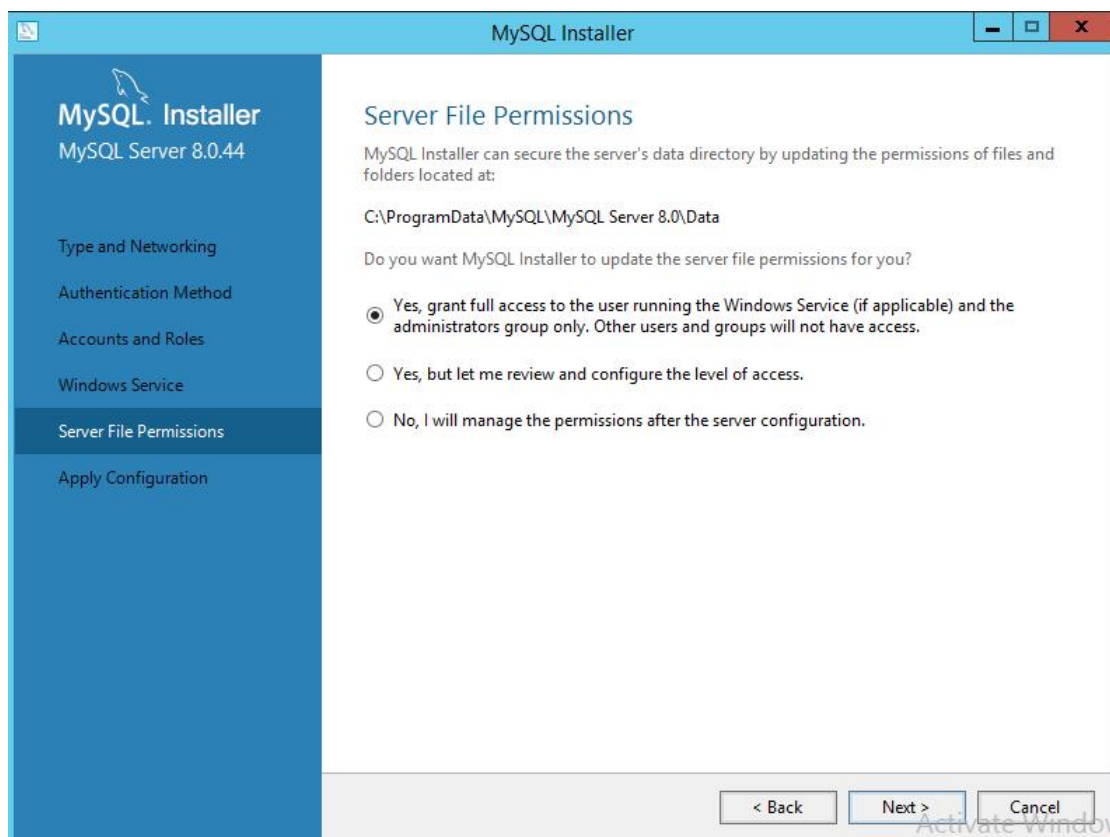 MySQL Installer
MySQL. Installer
MySQL Server 8.0.44
Type and Networking
Authentication Method
Accounts and Roles
Windows Service
Server File Permissions
Apply Configuration
Server File Permissions
MySQL Installer can secure the server's data directory by updating the permissions of files and
folders located at:
C:\ProgramData\MySQL\MySQL Server 8.0\Data
Do you want MySQL Installer to update the server file permissions for you?
Yes, grant full access to the user running the Windows Service (if applicable) and the
administrators group only. Other users and groups will not have access.
Yes, but let me review and configure the level of access.
No, I will manage the permissions after the server configuration.
< Back
Next >
Cancel
Activate Window